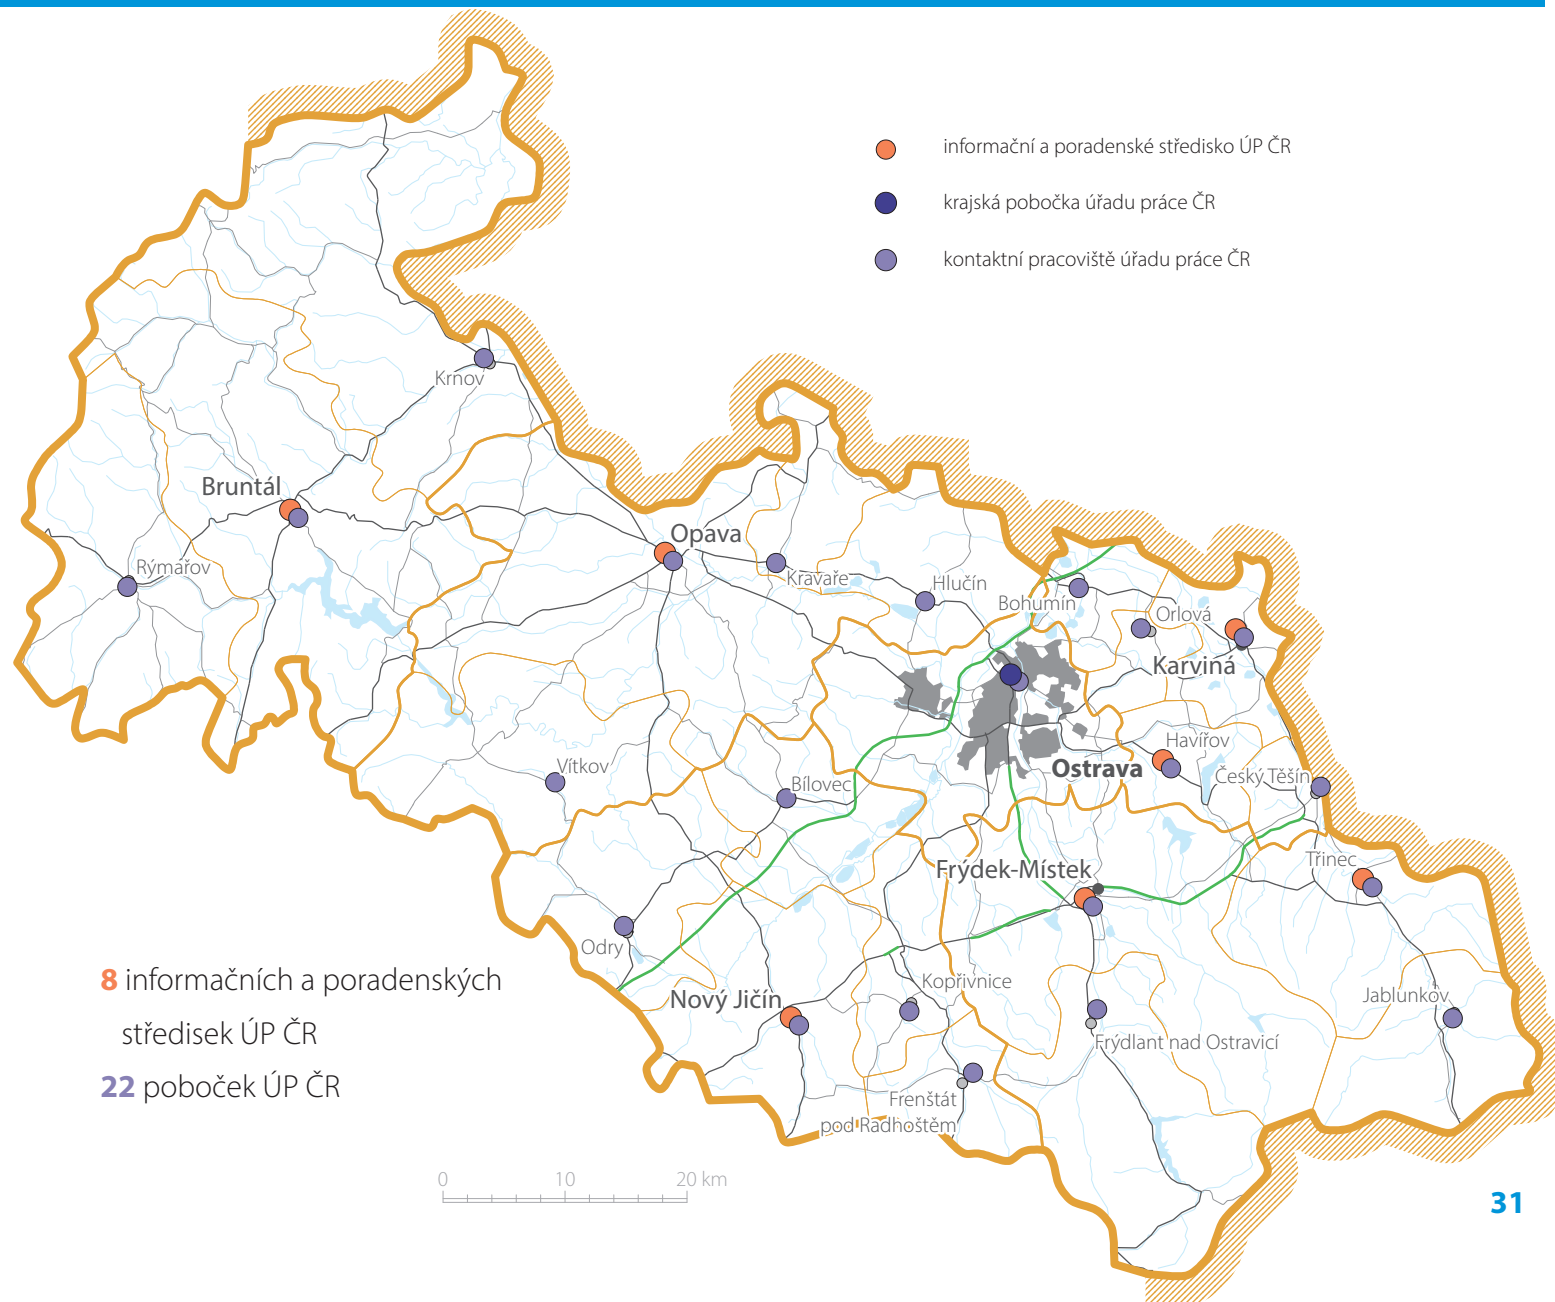 informační a poradenské středisko ÚP ČR
krajská pobočka úřadu práce ČR
kontaktní pracoviště úřadu práce ČR
Krnov
Bruntál
Opava
Rýmařov
Kravaře
Hlučín
Bohumín
Orlová
Karviná
Havířov
Ostrava
Český Těšín
Vítkov
Bílovec
Třinec
Frýdek-Místek
Odry
Kopřivnice
Nový Jičín
Jablunkov
Frýdlant nad Ostravicí
Frenštát
pod Radhoštěm
8 informačních a poradenských
středisek ÚP ČR
22 poboček ÚP ČR
0 10 20 km
31